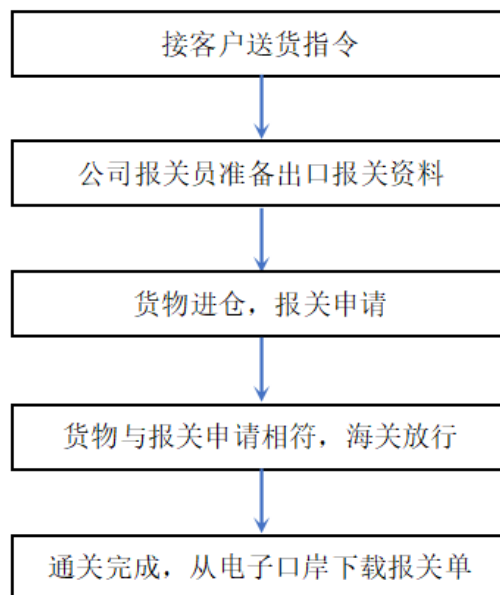 接客户送货指令
公司报关员准备出口报关资料
货物进仓，报关申请
货物与报关申请相符，海关放行
通关完成，从电子口岸下载报关单